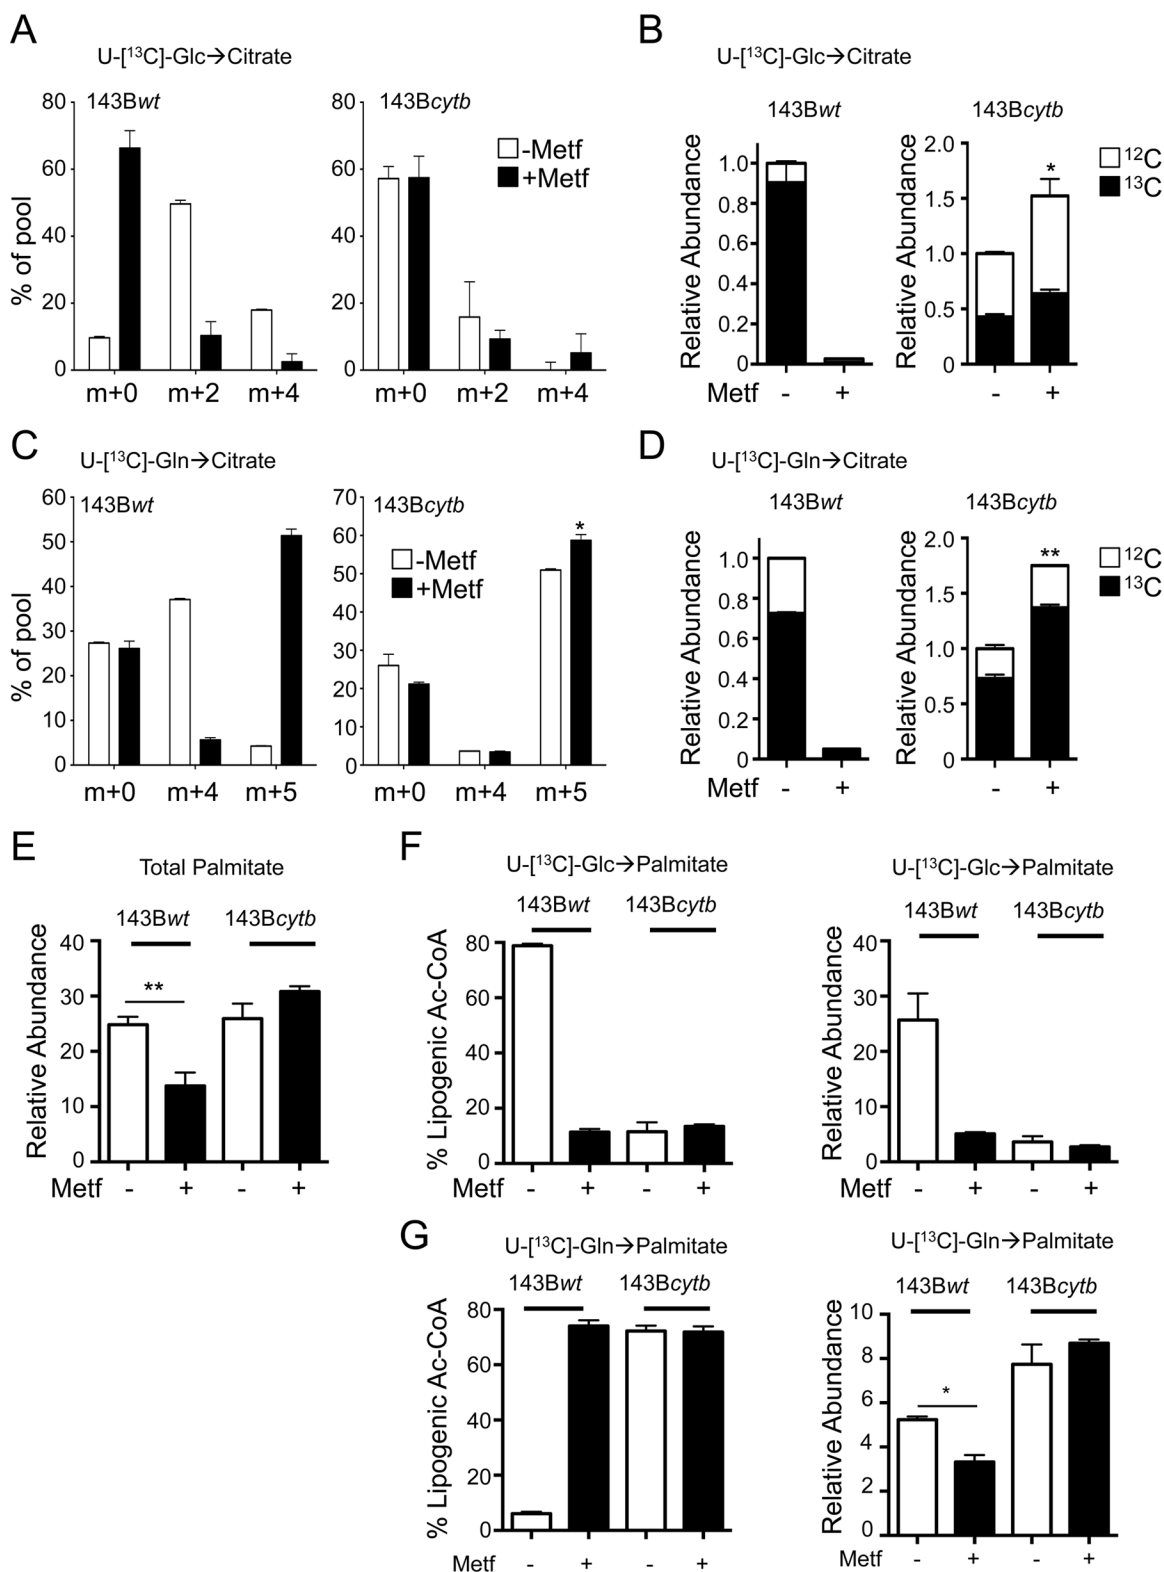 A
B
U-[¹³C]-Glc→Citrate
U-[¹³C]-Glc→Citrate
143Bwt
143Bcytb
143Bwt
143Bcytb
80
60
40
20
0
% of pool
m+0 m+2 m+4
80
60
40
20
0
m+0 m+2 m+4
-Metf
+Metf
Relative Abundance
1.0
0.8
0.6
0.4
0.2
0
Metf - +
Relative Abundance
2.0
1.5
1.0
0.5
0
*
- +
¹²C
¹³C
C
D
U-[¹³C]-Gln→Citrate
U-[¹³C]-Gln→Citrate
143Bwt
143Bcytb
143Bwt
143Bcytb
60
50
40
30
20
10
0
% of pool
m+0 m+4 m+5
70
60
50
40
30
20
10
0
*
-Metf
+Metf
m+0 m+4 m+5
Relative Abundance
1.0
0.8
0.6
0.4
0.2
0
Metf - +
Relative Abundance
2.0
1.5
1.0
0.5
0
**
- +
¹²C
¹³C
E
Total Palmitate
143Bwt 143Bcytb
Relative Abundance
40
30
20
10
0
**
Metf - + - +
F
U-[¹³C]-Glc→Palmitate
143Bwt 143Bcytb
% Lipogenic Ac-CoA
80
60
40
20
0
Metf - + - +
U-[¹³C]-Glc→Palmitate
143Bwt 143Bcytb
Relative Abundance
40
30
20
10
0
Metf - + - +
G
U-[¹³C]-Gln→Palmitate
143Bwt 143Bcytb
% Lipogenic Ac-CoA
80
60
40
20
0
Metf - + - +
U-[¹³C]-Gln→Palmitate
143Bwt 143Bcytb
Relative Abundance
10
8
6
4
2
0
*
Metf - + - +